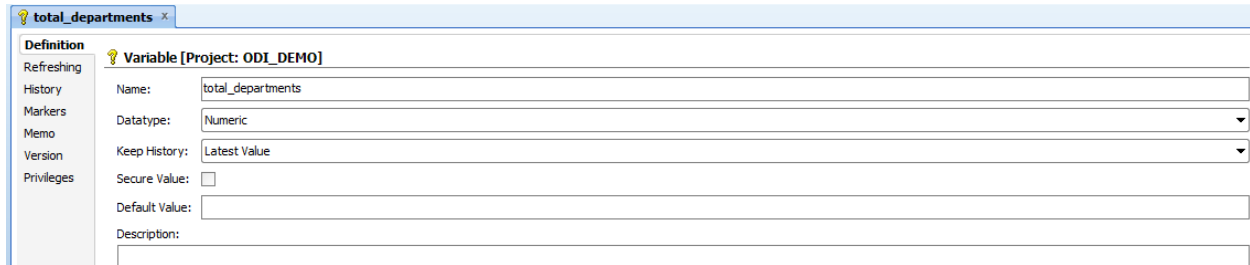 total_departments x
Definition
Refreshing
History
Markers
Memo
Version
Privileges
Variable [Project: ODI_DEMO]
Name: total_departments
Datatype: Numeric
Keep History: Latest Value
Secure Value:
Default Value:
Description: